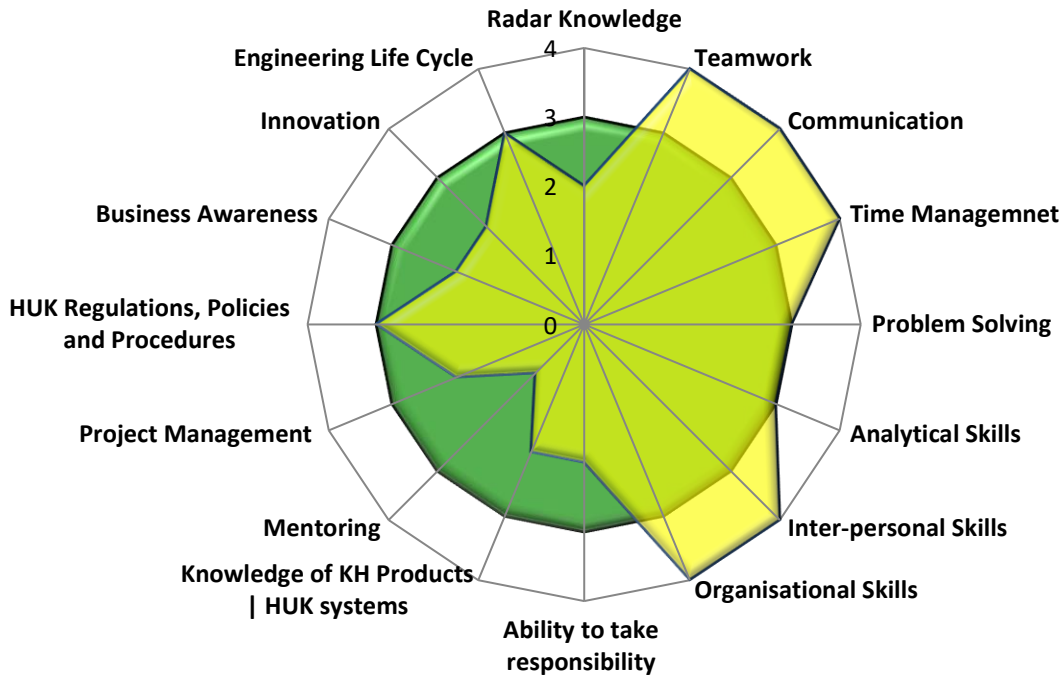 Radar Knowledge
Teamwork
Communication
Time Managemnet
Problem Solving
Analytical Skills
Inter-personal Skills
Organisational Skills
Ability to take
responsibility
Knowledge of KH Products
| HUK systems
Mentoring
Project Management
HUK Regulations, Policies
and Procedures
Business Awareness
Innovation
Engineering Life Cycle
4
3
2
1
0